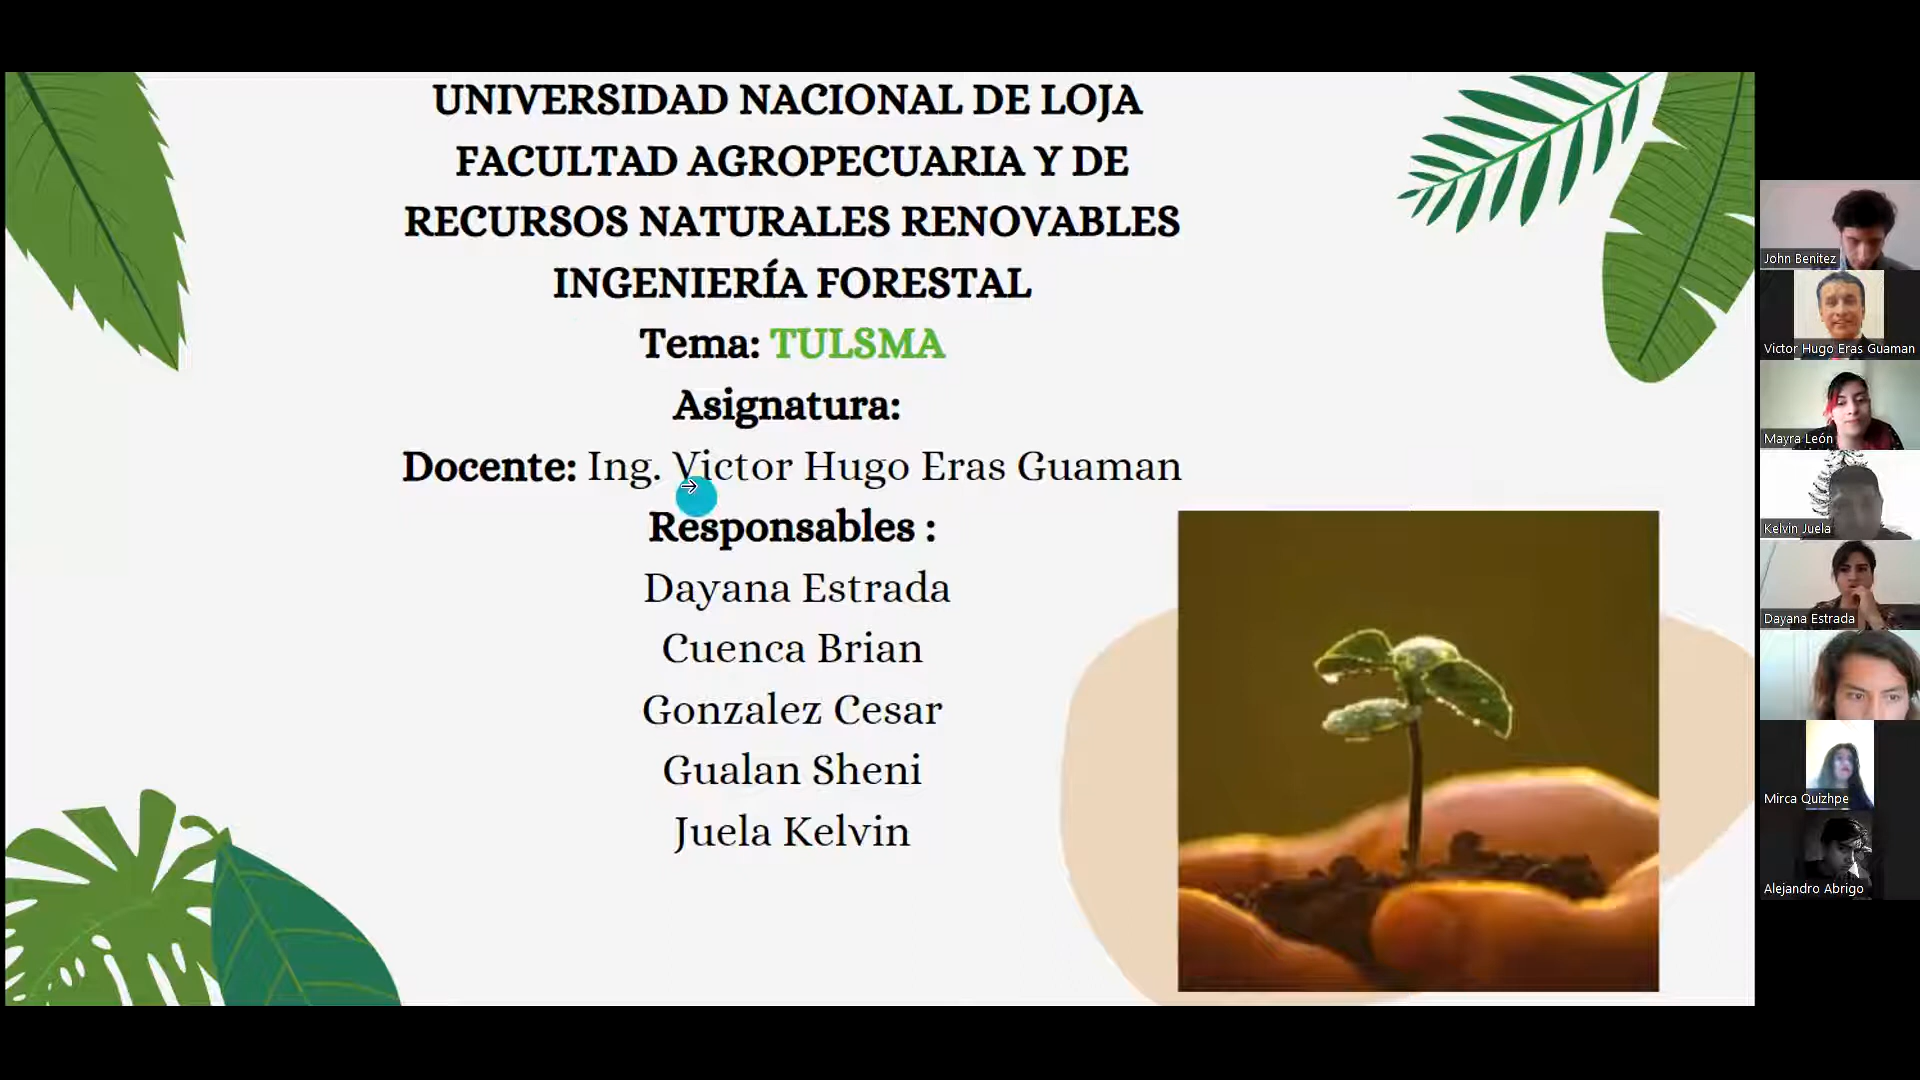 UNIVERSIDAD NACIONAL DE LOJA
FACULTAD AGROPECUARIA Y DE
RECURSOS NATURALES RENOVABLES
INGENIERÍA FORESTAL
Tema: TULSMA
Asignatura:
Docente: Ing. Victor Hugo Eras Guaman
Responsables :
Dayana Estrada
Cuenca Brian
Gonzalez Cesar
Gualan Sheni
Juela Kelvin
John Benitez
Victor Hugo Eras Guaman
Mayra León
Kelvin Juela
Dayana Estrada
Mirca Quizhpe
Alejandro Abrigo